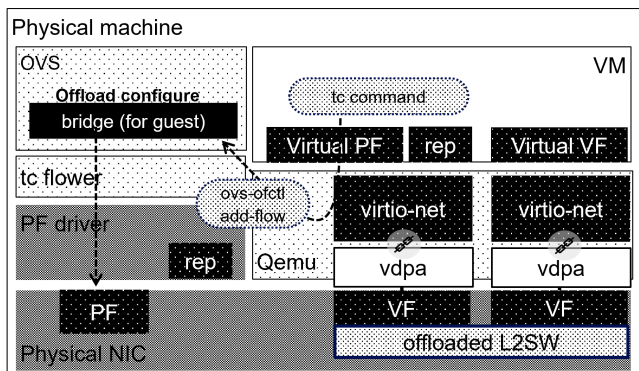 Physical machine
OVS
Offload configure
bridge (for guest)
tc flower
PF driver
rep
PF
Physical NIC
VM
tc command
Virtual PF
rep
Virtual VF
ovs-ofctl
add-flow
virtio-net
virtio-net
Qemu
vdpa
vdpa
VF
VF
offloaded L2SW